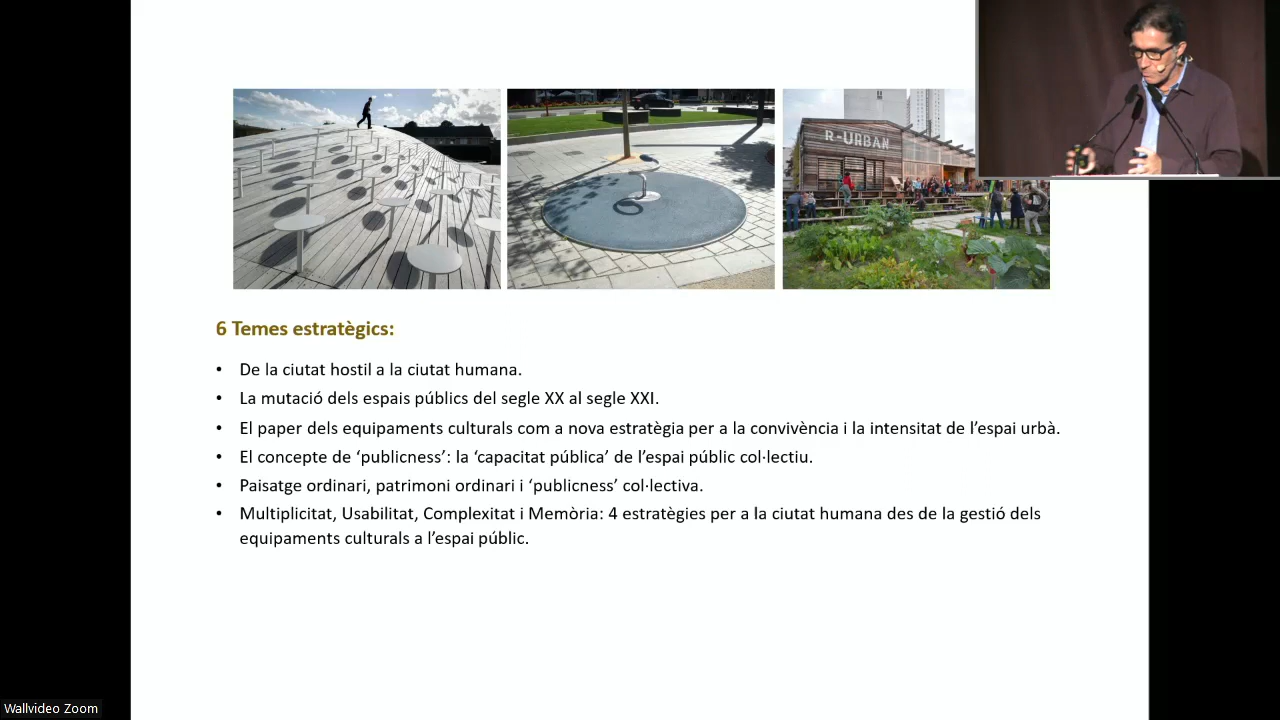 R-URBAN
6 Temes estratègics:
• De la ciutat hostil a la ciutat humana.
• La mutació dels espais públics del segle XX al segle XXI.
• El paper dels equipaments culturals com a nova estratègia per a la convivència i la intensitat de l’espai urbà.
• El concepte de ‘publicness’: la ‘capacitat pública’ de l’espai públic col·lectiu.
• Paisatge ordinari, patrimoni ordinari i ‘publicness’ col·lectiva.
• Multiplicitat, Usabilitat, Complexitat i Memòria: 4 estratègies per a la ciutat humana des de la gestió dels
equipaments culturals a l’espai públic.
Wallvideo Zoom